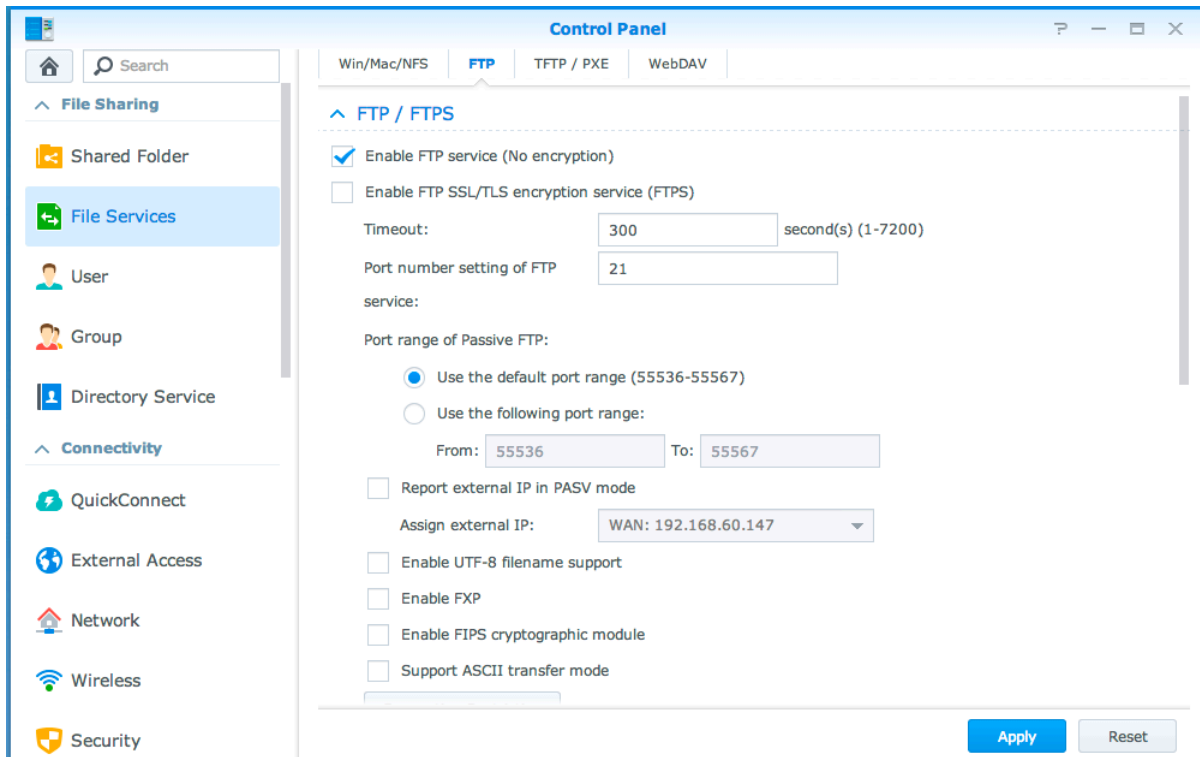 Control Panel
Search
File Sharing
Shared Folder
File Services
User
Group
Directory Service
Connectivity
QuickConnect
External Access
Network
Wireless
Security
Win/Mac/NFS FTP TFTP / PXE WebDAV
FTP / FTPS
Enable FTP service (No encryption)
Enable FTP SSL/TLS encryption service (FTPS)
Timeout: 300 second(s) (1-7200)
Port number setting of FTP 21
service:
Port range of Passive FTP:
Use the default port range (55536-55567)
Use the following port range:
From: 55536 To: 55567
Report external IP in PASV mode
Assign external IP: WAN: 192.168.60.147
Enable UTF-8 filename support
Enable FXP
Enable FIPS cryptographic module
Support ASCII transfer mode
Apply Reset